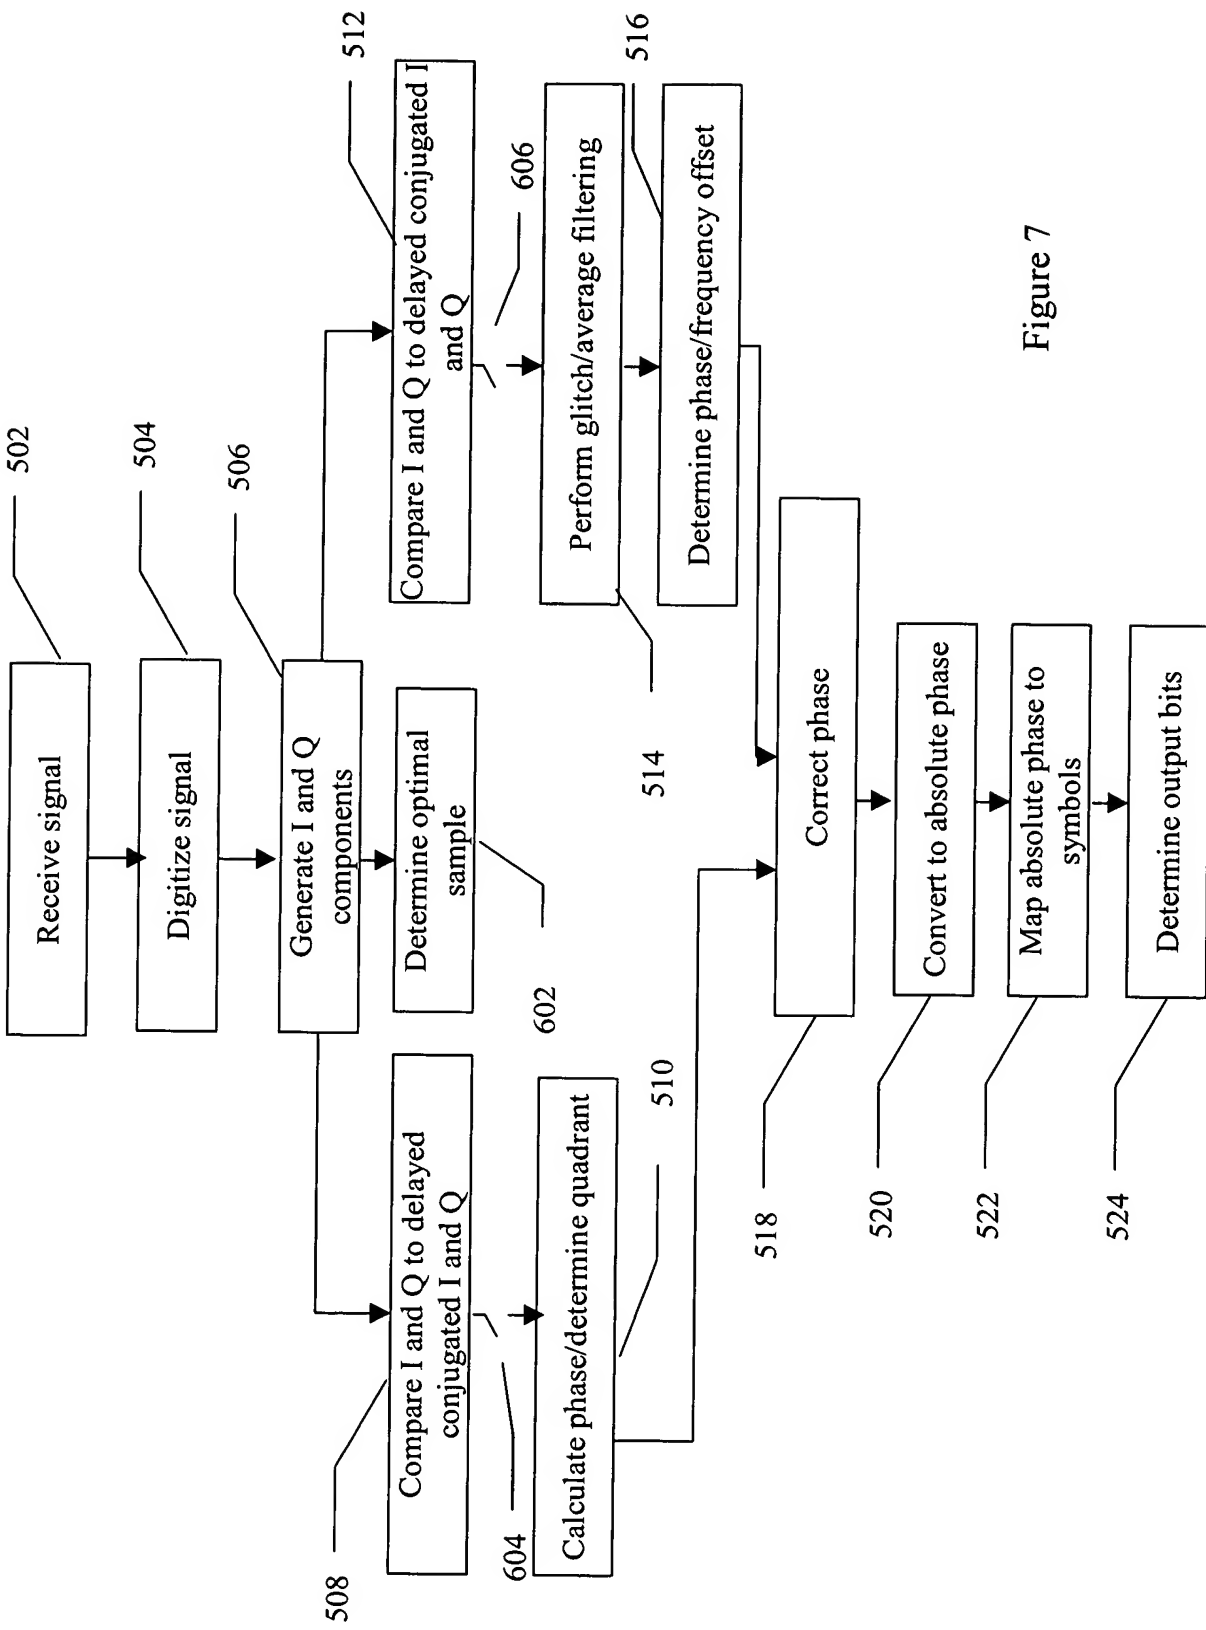 502
Receive signal
504
Digitize signal
506
Generate I and Q
components
512
508
Compare I and Q to delayed
conjugated I and Q
Determine optimal
sample
Compare I and Q to delayed conjugated I
and Q
604
602
606
Calculate phase/determine quadrant
510
Perform glitch/average filtering
514
516
Determine phase/frequency offset
518
Correct phase
520
Convert to absolute phase
522
Map absolute phase to
symbols
524
Determine output bits
Figure 7